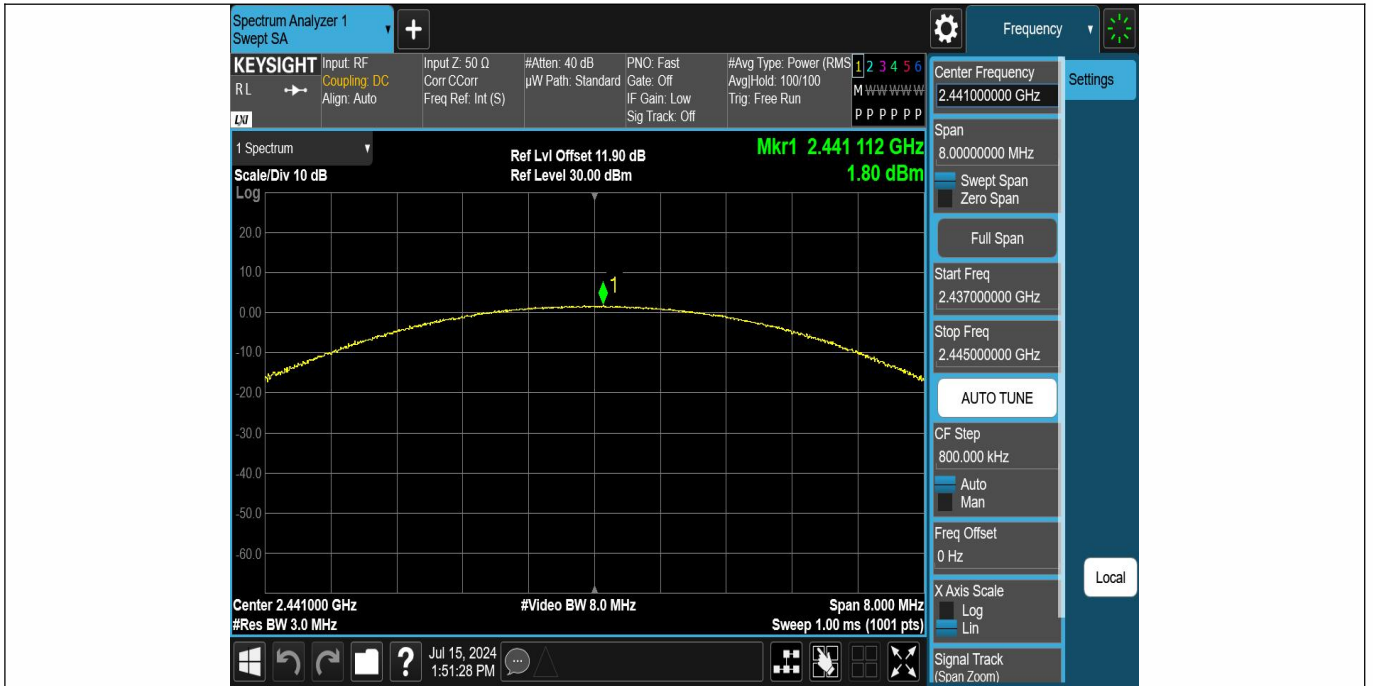 Spectrum Analyzer 1
Swept SA
Frequency
KEYSIGHT
R L
LXI
Input: RF
Coupling: DC
Align: Auto
Input Z: 50 Ω
Corr CCorr
Freq Ref: Int (S)
#Atten: 40 dB
µW Path: Standard
PNO: Fast
Gate: Off
IF Gain: Low
Sig Track: Off
#Avg Type: Power (RMS
Avg|Hold: 100/100
Trig: Free Run
1 2 3 4 5 6
M W W W W W
P P P P P P
1 Spectrum
Scale/Div 10 dB
Ref Lvl Offset 11.90 dB
Ref Level 30.00 dBm
Mkr1 2.441 112 GHz
1.80 dBm
Log
20.0
10.0
0.00
-10.0
-20.0
-30.0
-40.0
-50.0
-60.0
1
Center 2.441000 GHz
#Res BW 3.0 MHz
#Video BW 8.0 MHz
Span 8.000 MHz
Sweep 1.00 ms (1001 pts)
Jul 15, 2024
1:51:28 PM
Center Frequency
2.441000000 GHz
Span
8.00000000 MHz
Swept Span
Zero Span
Full Span
Start Freq
2.437000000 GHz
Stop Freq
2.445000000 GHz
AUTO TUNE
CF Step
800.000 kHz
Auto
Man
Freq Offset
0 Hz
X Axis Scale
Log
Lin
Signal Track
(Span Zoom)
Settings
Local